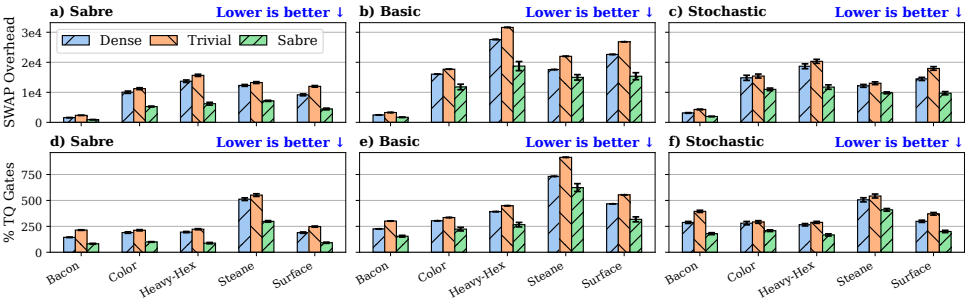 a) Sabre Lower is better ↓
b) Basic Lower is better ↓
c) Stochastic Lower is better ↓
SWAP Overhead
3e4
2e4
1e4
0
Dense Trivial Sabre
d) Sabre Lower is better ↓
e) Basic Lower is better ↓
f) Stochastic Lower is better ↓
% TQ Gates
750
500
250
0
Bacon Color Heavy-Hex Steane Surface
Bacon Color Heavy-Hex Steane Surface
Bacon Color Heavy-Hex Steane Surface